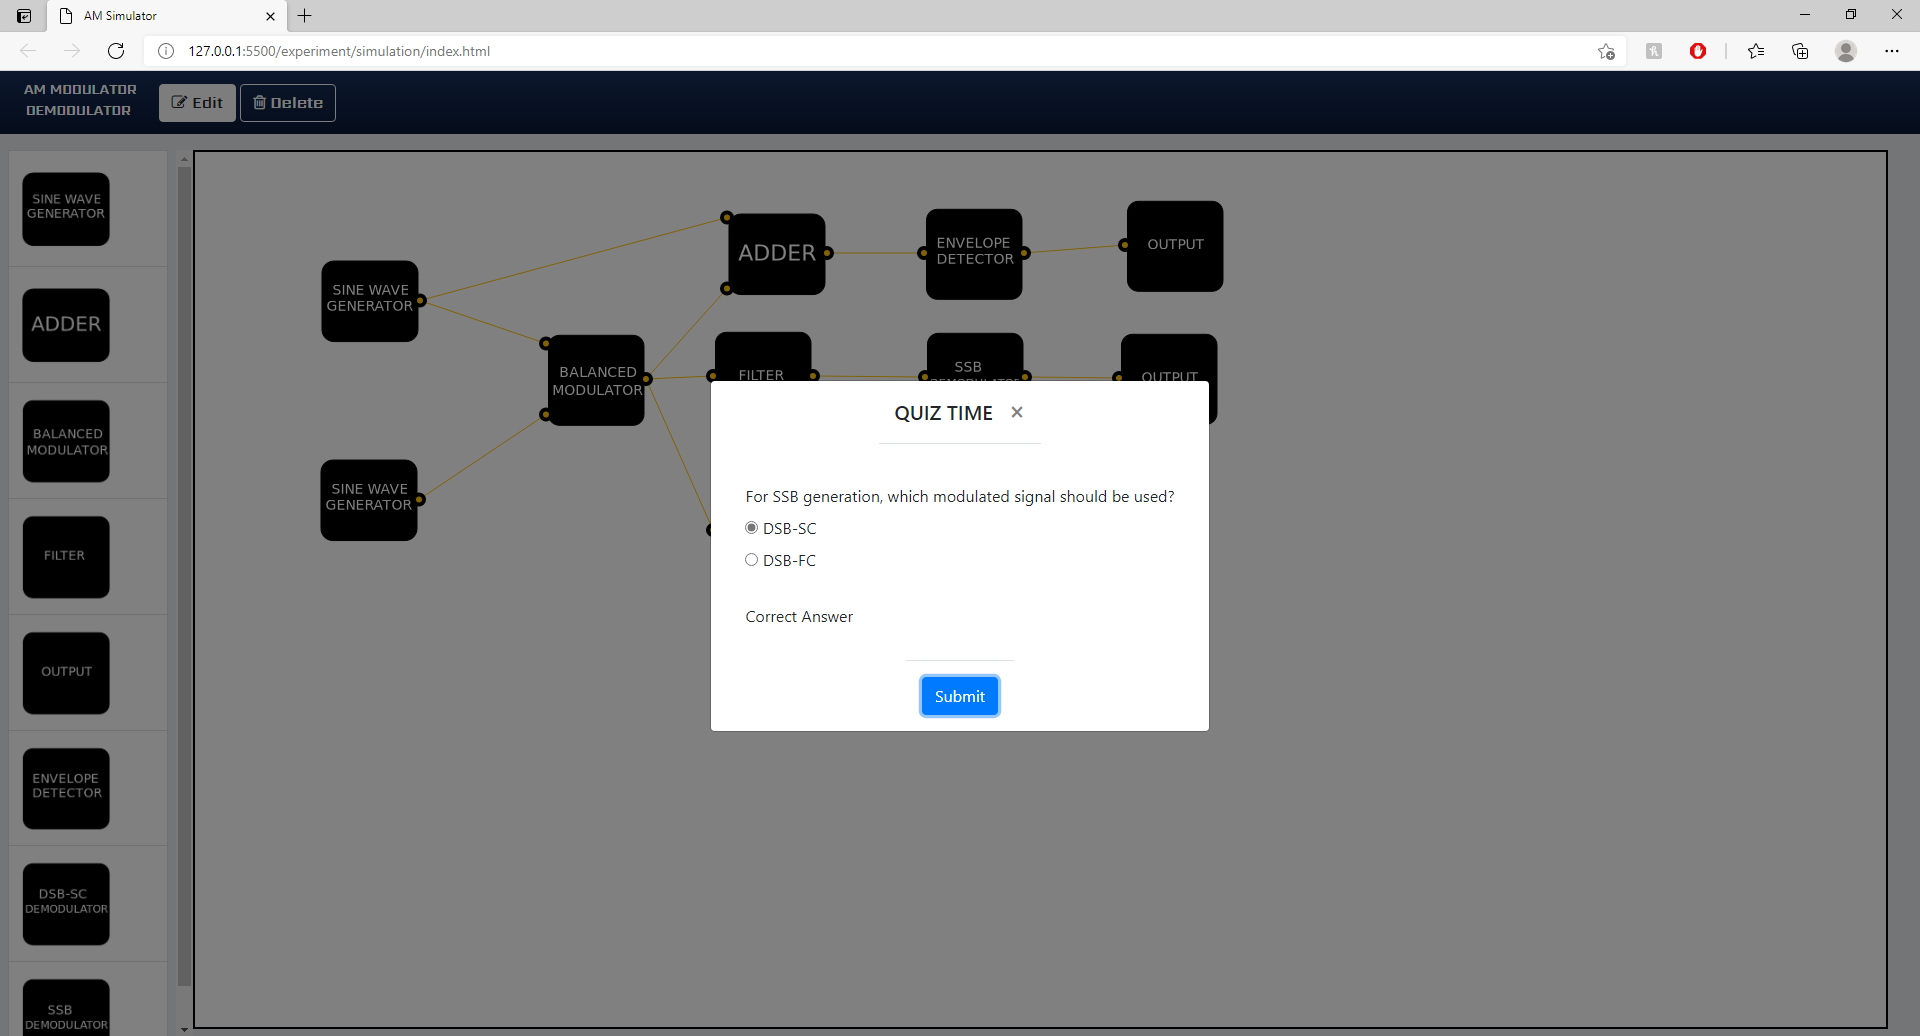 AM Simulator
127.0.0.1:5500/experiment/simulation/index.html
AM MODULATOR
DEMODULATOR
Edit
Delete
SINE WAVE
GENERATOR
ADDER
BALANCED
MODULATOR
FILTER
OUTPUT
ENVELOPE
DETECTOR
DSB-SC
DEMODULATOR
SSB
DEMODULATOR
SINE WAVE
GENERATOR
SINE WAVE
GENERATOR
BALANCED
MODULATOR
ADDER
ENVELOPE
DETECTOR
OUTPUT
FILTER
SSB
DEMODULATOR
OUTPUT
QUIZ TIME
For SSB generation, which modulated signal should be used?
DSB-SC
DSB-FC
Correct Answer
Submit